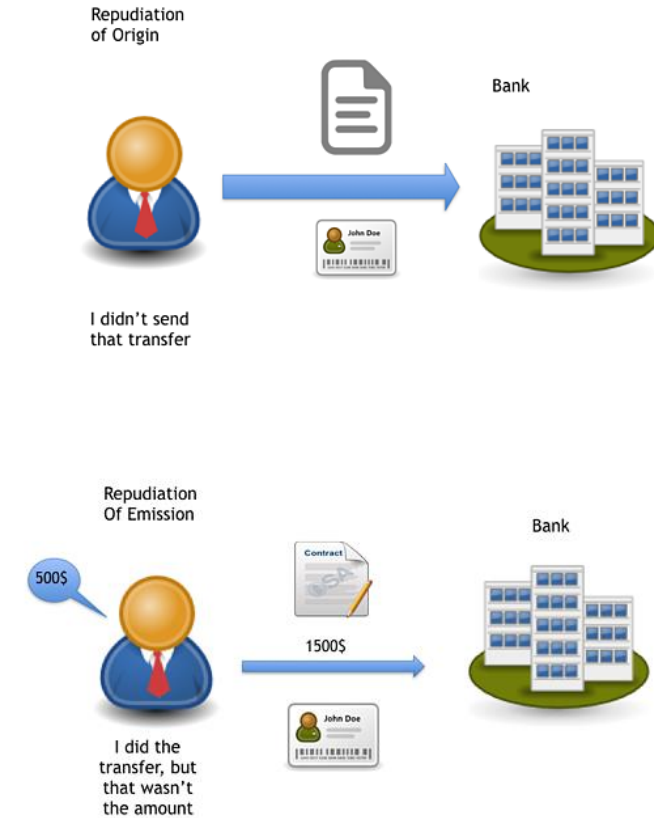 Repudiation
of Origin
Bank
John Doe
I didn't send
that transfer
Repudiation
Of Emission
Bank
Contract
500$
1500$
John Doe
I did the
transfer, but
that wasn't
the amount